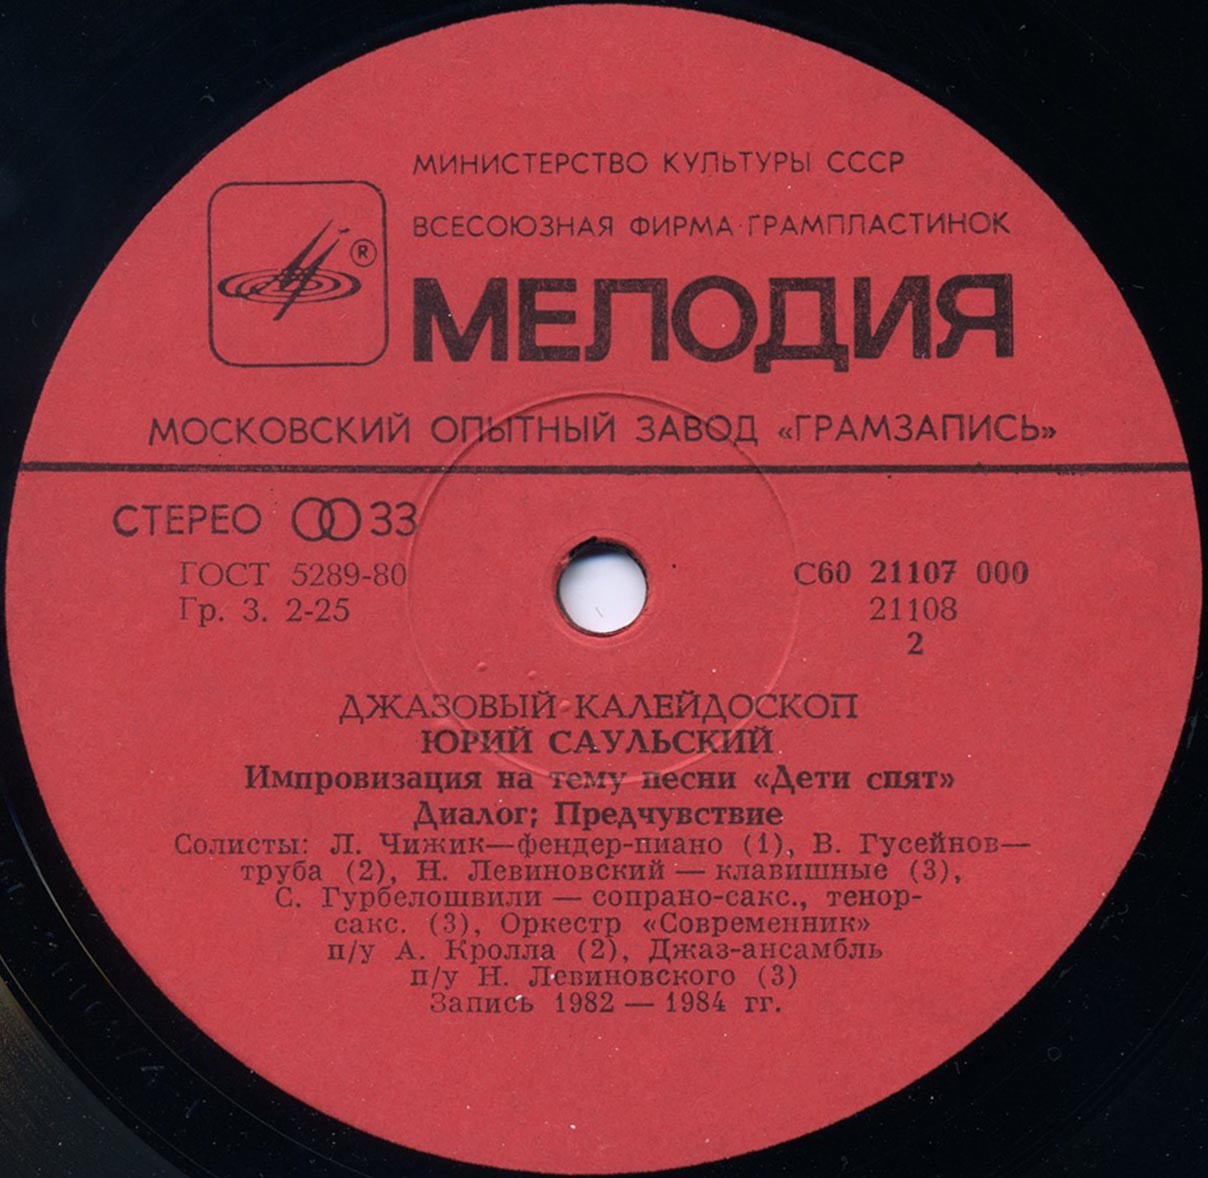 МИНИСТЕРСТВО КУЛЬТУРЫ СССР
ВСЕСОЮЗНАЯ ФИРМА ГРАМПЛАСТИНОК
®
МЕЛОДИЯ
МОСКОВСКИЙ ОПЫТНЫЙ ЗАВОД «ГРАМЗАПИСЬ»
СТЕРЕО 33
ГОСТ 5289-80
Гр. 3. 2-25
С60 21107 000
21108
2
ДЖАЗОВЫЙ КАЛЕЙДОСКОП
ЮРИЙ САУЛЬСКИЙ
Импровизация на тему песни «Дети спят»
Диалог; Предчувствие
Солисты: Л. Чижик—фендер-пиано (1), В. Гусейнов—
труба (2), Н. Левиновский — клавишные (3),
С. Гурбелошвили — сопрано-сакс., тенор-
сакс. (3), Оркестр «Современник»
п/у А. Кролла (2), Джаз-ансамбль
п/у Н. Левиновского (3)
Запись 1982 — 1984 гг.